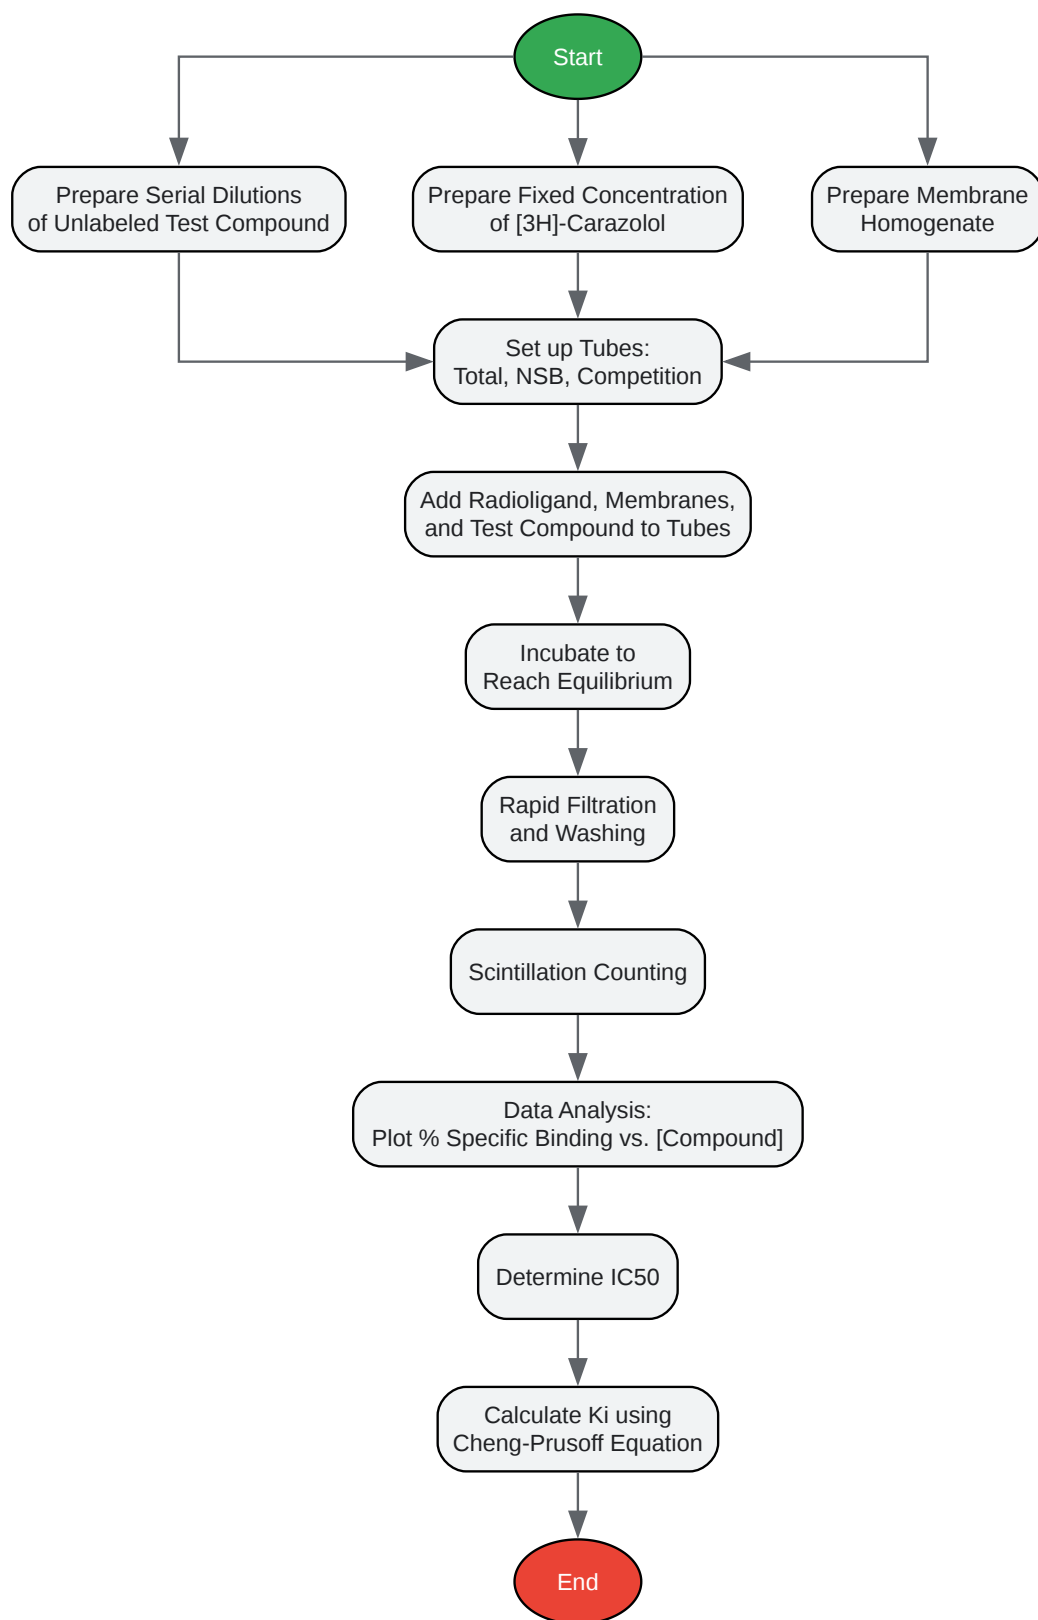 Start
Prepare Serial Dilutions
of Unlabeled Test Compound
Prepare Fixed Concentration
of [3H]-Carazolol
Prepare Membrane
Homogenate
Set up Tubes:
Total, NSB, Competition
Add Radioligand, Membranes,
and Test Compound to Tubes
Incubate to
Reach Equilibrium
Rapid Filtration
and Washing
Scintillation Counting
Data Analysis:
Plot % Specific Binding vs. [Compound]
Determine IC50
Calculate Ki using
Cheng-Prusoff Equation
End